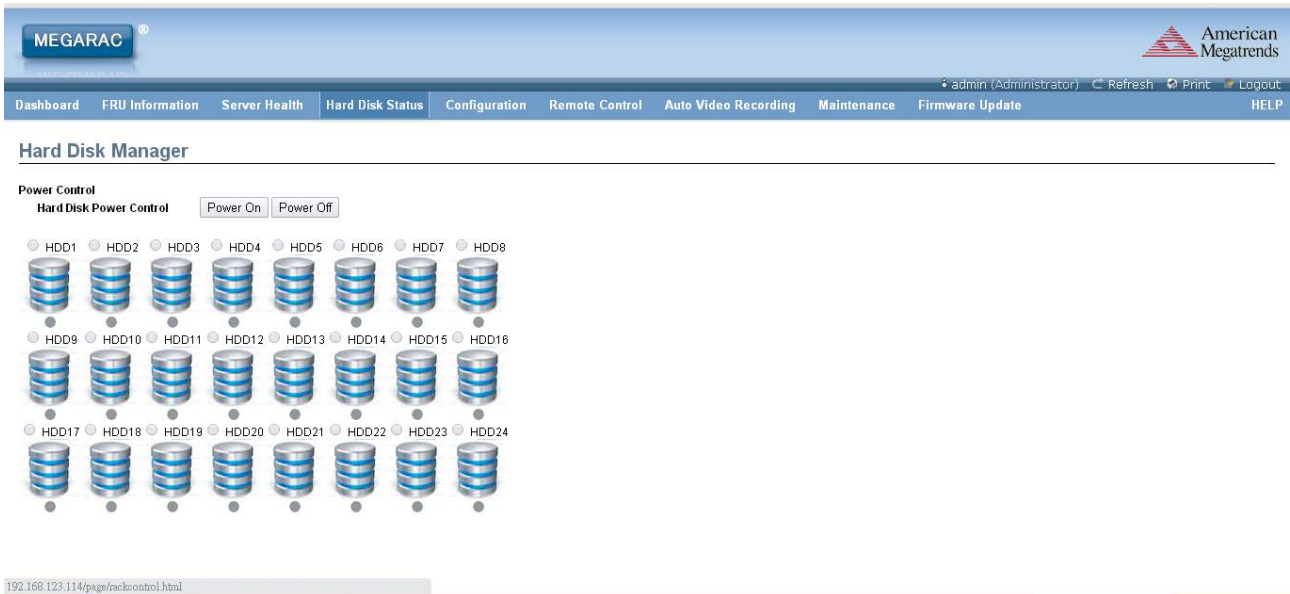 MEGARAC ®
American
Megatrends
admin (Administrator) Refresh Print Logout
Dashboard FRU Information Server Health Hard Disk Status Configuration Remote Control Auto Video Recording Maintenance Firmware Update HELP
Hard Disk Manager
Power Control
Hard Disk Power Control Power On Power Off
HDD1 HDD2 HDD3 HDD4 HDD5 HDD6 HDD7 HDD8
HDD9 HDD10 HDD11 HDD12 HDD13 HDD14 HDD15 HDD16
HDD17 HDD18 HDD19 HDD20 HDD21 HDD22 HDD23 HDD24
192.168.123.114/page/rackcontrol.html